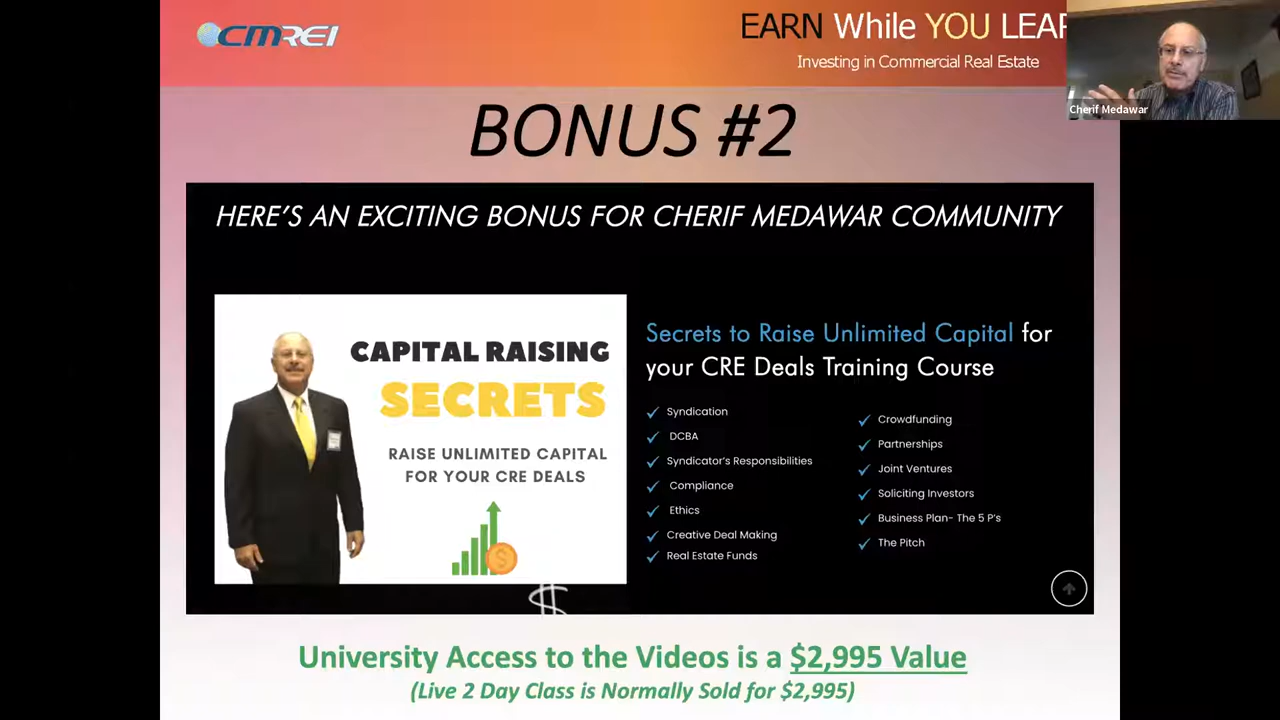 CMREI
EARN While YOU LEAR
Investing in Commercial Real Estate
Cherif Medawar
BONUS #2
HERE'S AN EXCITING BONUS FOR CHERIF MEDAWAR COMMUNITY
CAPITAL RAISING
SECRETS
RAISE UNLIMITED CAPITAL
FOR YOUR CRE DEALS
Secrets to Raise Unlimited Capital for
your CRE Deals Training Course
Syndication
DCBA
Syndicator's Responsibilities
Compliance
Ethics
Creative Deal Making
Real Estate Funds
Crowdfunding
Partnerships
Joint Ventures
Soliciting Investors
Business Plan- The 5 P's
The Pitch
$
University Access to the Videos is a $2,995 Value
(Live 2 Day Class is Normally Sold for $2,995)